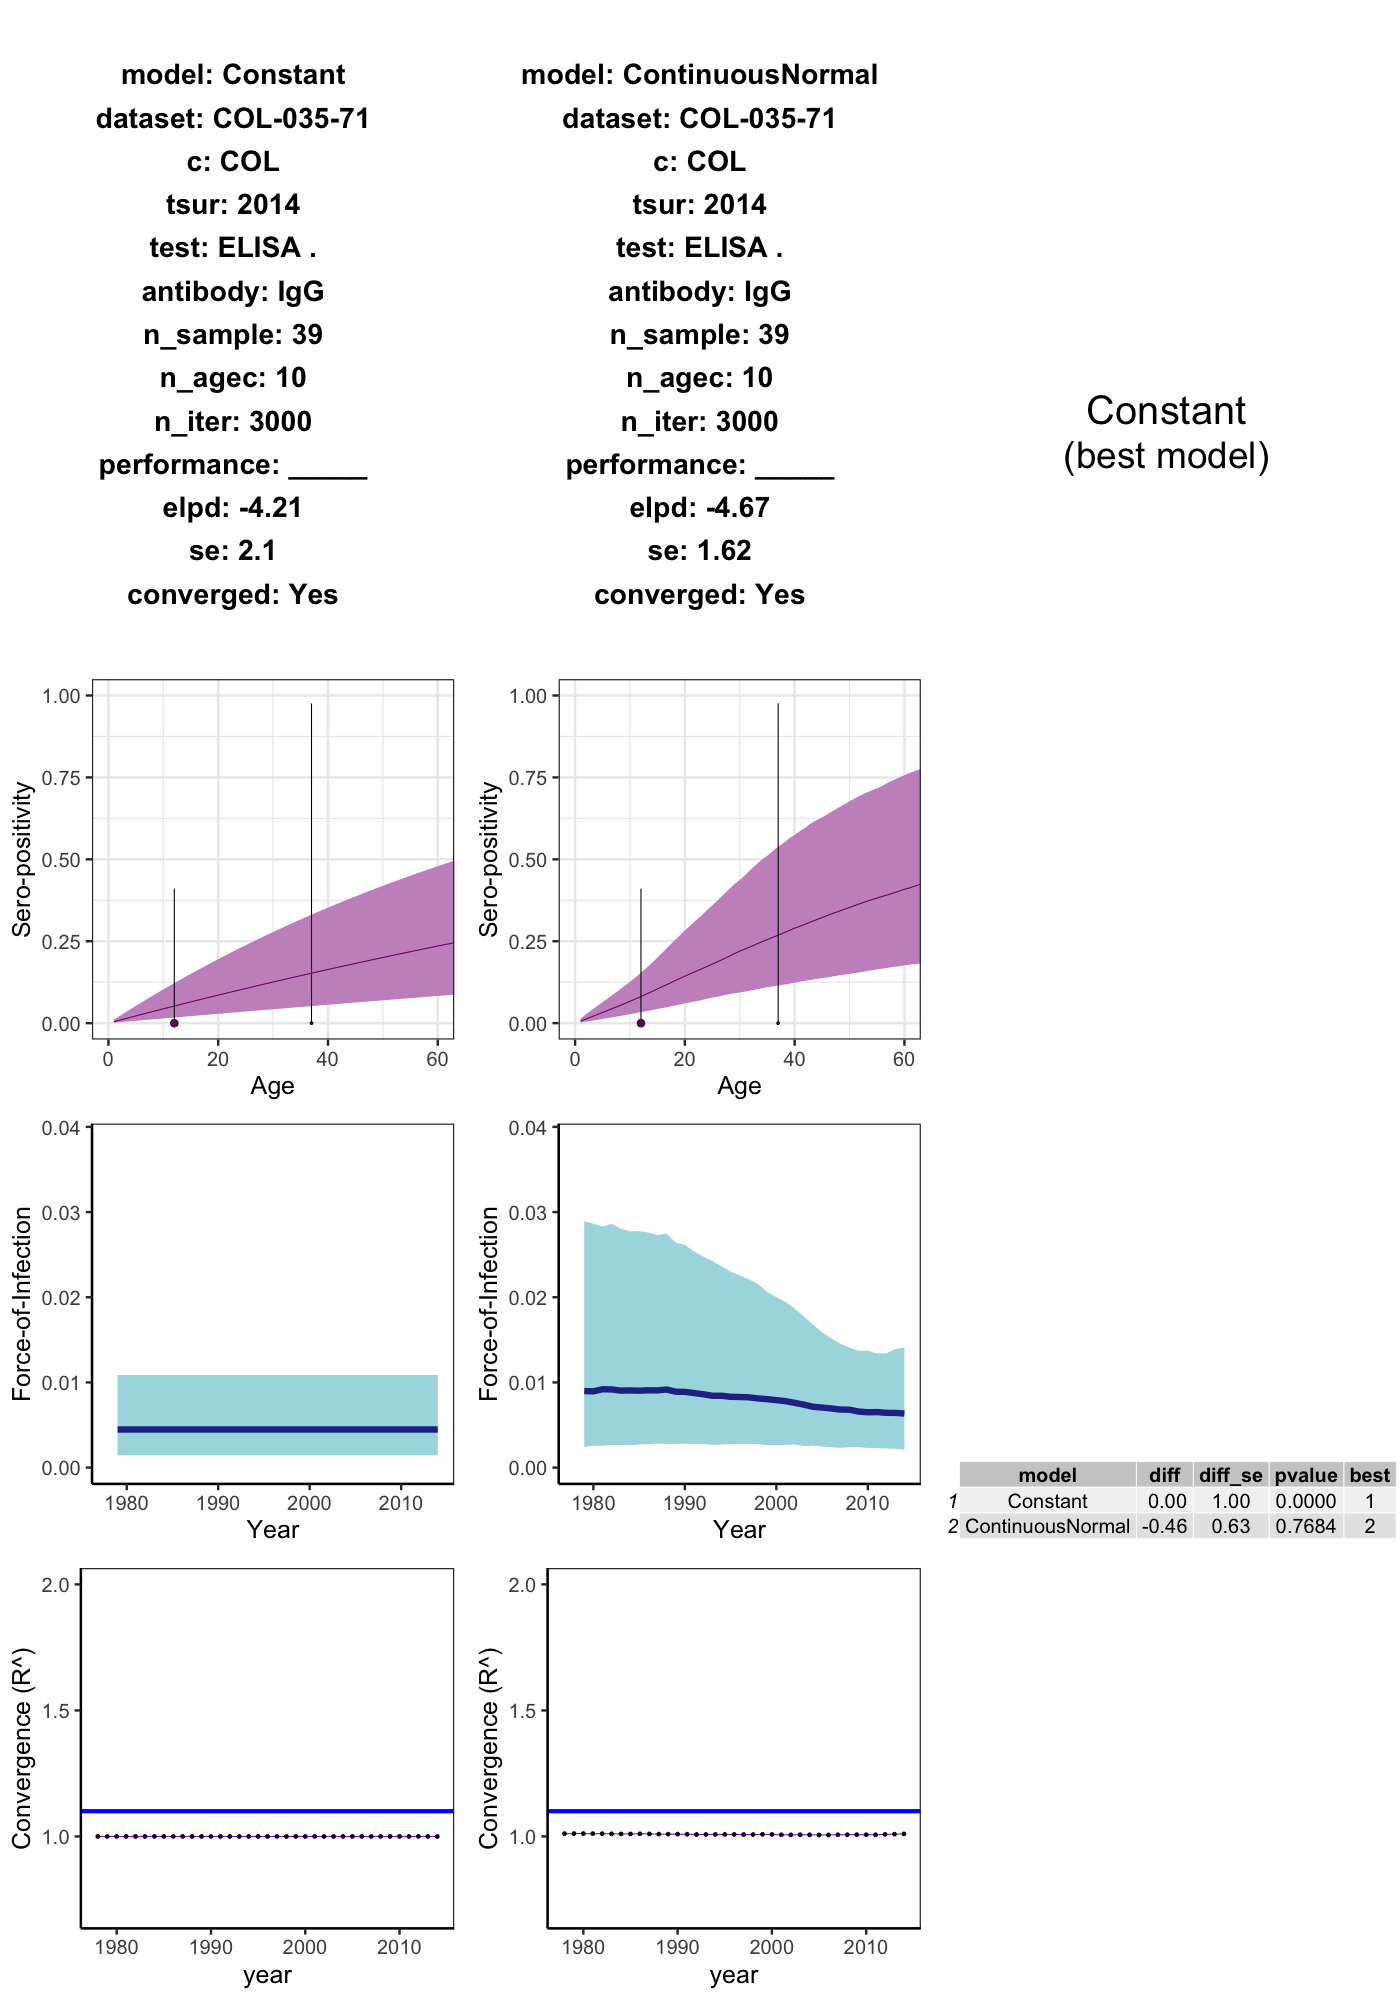 model: Constant
dataset: COL-035-71
c: COL
tsur: 2014
test: ELISA .
antibody: IgG
n_sample: 39
n_agec: 10
n_iter: 3000
performance: _____
elpd: -4.21
se: 2.1
converged: Yes
model: ContinuousNormal
dataset: COL-035-71
c: COL
tsur: 2014
test: ELISA .
antibody: IgG
n_sample: 39
n_agec: 10
n_iter: 3000
performance: _____
elpd: -4.67
se: 1.62
converged: Yes
Constant
(best model)
Sero-positivity
1.00
0.75
0.50
0.25
0.00
0 20 40 60
Age
Sero-positivity
1.00
0.75
0.50
0.25
0.00
0 20 40 60
Age
Force-of-Infection
0.04
0.03
0.02
0.01
0.00
1980 1990 2000 2010
Year
Force-of-Infection
0.04
0.03
0.02
0.01
0.00
1980 1990 2000 2010
Year
model diff diff_se pvalue best
1 Constant 0.00 1.00 0.0000 1
2 ContinuousNormal -0.46 0.63 0.7684 2
Convergence (R^)
2.0
1.5
1.0
1980 1990 2000 2010
year
Convergence (R^)
2.0
1.5
1.0
1980 1990 2000 2010
year